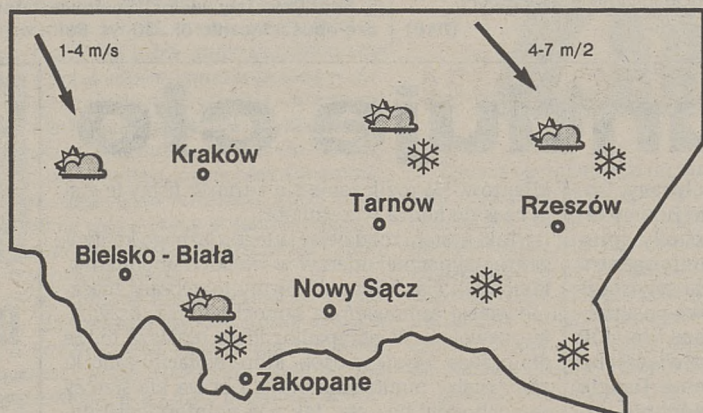 1-4 m/s
4-7 m/2
Kraków
Tarnów
Rzeszów
Bielsko - Biała
Nowy Sącz
Zakopane